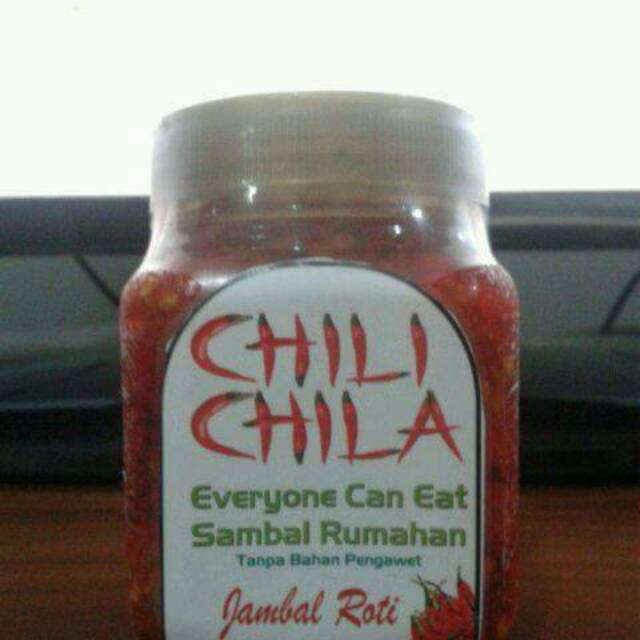 CHILI
CHILA
Everyone Can Eat
Sambal Rumahan
Tanpa Bahan Pengawet
Jambal Roti